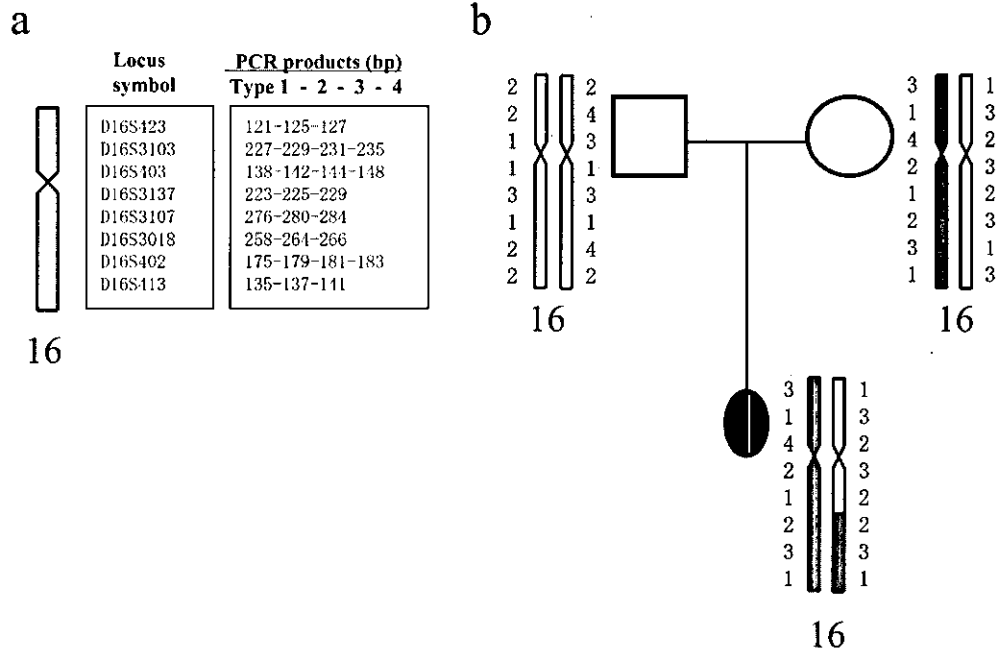 a
Locus symbol
PCR products (bp)
Type 1 - 2 - 3 - 4
D16S423 121-125-127
D16S3103 227-229-231-235
D16S403 138-142-144-148
D16S3137 223-225-229
D16S3107 276-280-284
D16S3018 258-264-266
D16S402 175-179-181-183
D16S413 135-137-141
16
b
2 2 3 1
2 4 1 3
1 3 4 2
1 1 2 3
3 3 1 2
1 1 2 3
2 4 3 1
2 2 1 3
16 16
3 1
1 3
4 2
2 3
1 2
2 2
3 3
1 1
16